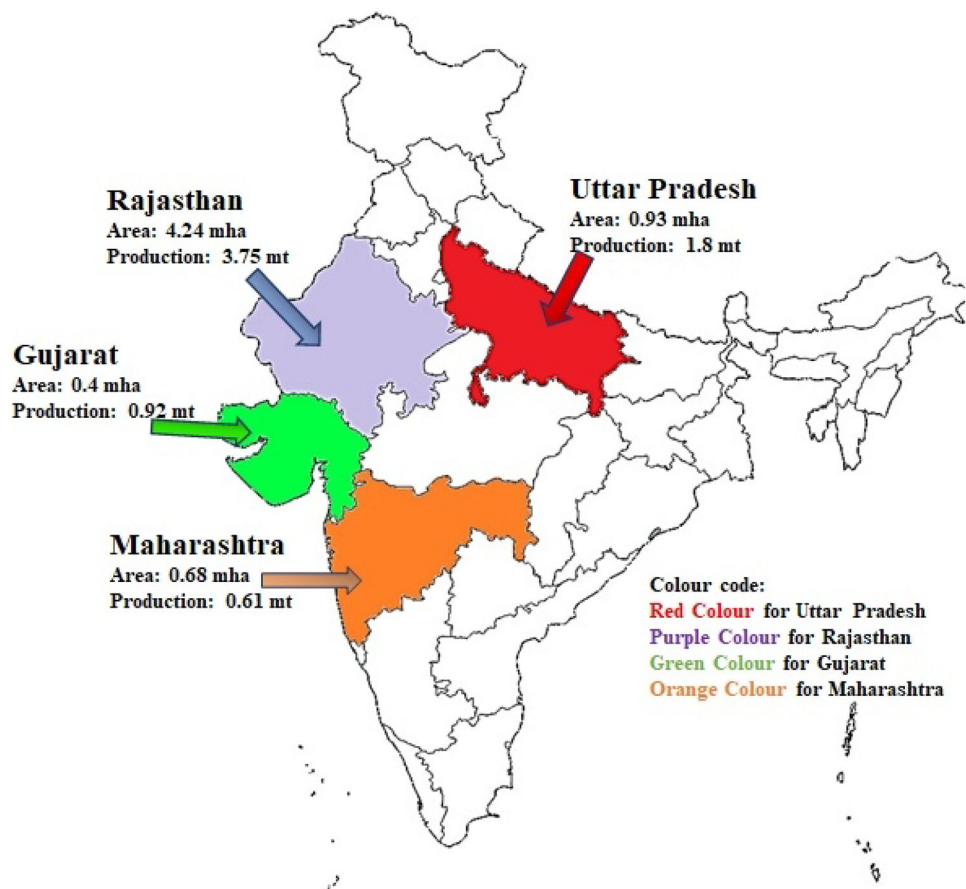 Uttar Pradesh
Area: 0.93 mha
Production: 1.8 mt
Rajasthan
Area: 4.24 mha
Production: 3.75 mt
Gujarat
Area: 0.4 mha
Production: 0.92 mt
Maharashtra
Area: 0.68 mha
Production: 0.61 mt
Colour code:
Red Colour for Uttar Pradesh
Purple Colour for Rajasthan
Green Colour for Gujarat
Orange Colour for Maharashtra